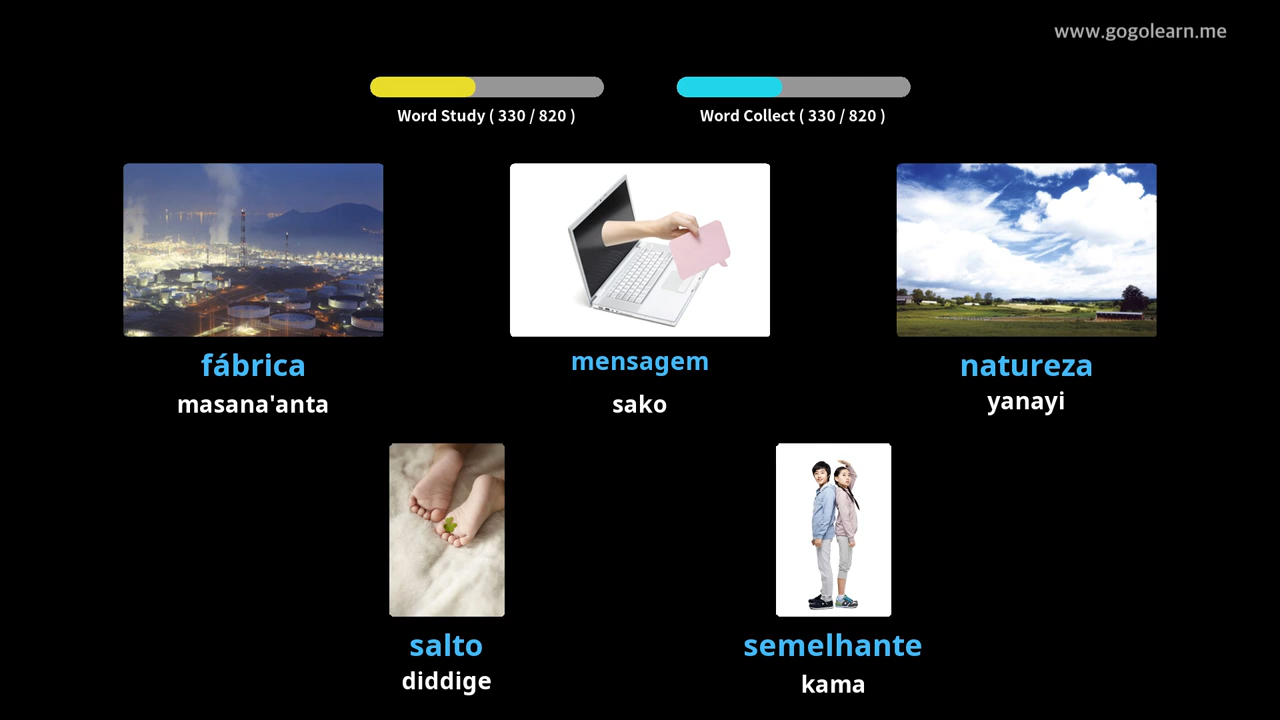 www.gogolearn.me
Word Study ( 330 / 820 )
Word Collect ( 330 / 820 )
fábrica
masana'anta
mensagem
sako
natureza
yanayi
salto
diddige
semelhante
kama